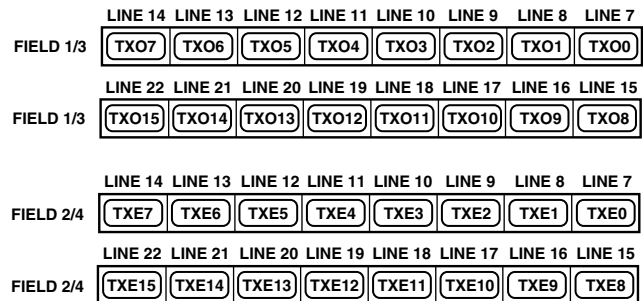 LINE 14 LINE 13 LINE 12 LINE 11 LINE 10 LINE 9 LINE 8 LINE 7
FIELD 1/3 TXO7 TXO6 TXO5 TXO4 TXO3 TXO2 TXO1 TXO0
LINE 22 LINE 21 LINE 20 LINE 19 LINE 18 LINE 17 LINE 16 LINE 15
FIELD 1/3 TXO15 TXO14 TXO13 TXO12 TXO11 TXO10 TXO9 TXO8
LINE 14 LINE 13 LINE 12 LINE 11 LINE 10 LINE 9 LINE 8 LINE 7
FIELD 2/4 TXE7 TXE6 TXE5 TXE4 TXE3 TXE2 TXE1 TXE0
LINE 22 LINE 21 LINE 20 LINE 19 LINE 18 LINE 17 LINE 16 LINE 15
FIELD 2/4 TXE15 TXE14 TXE13 TXE12 TXE11 TXE10 TXE9 TXE8